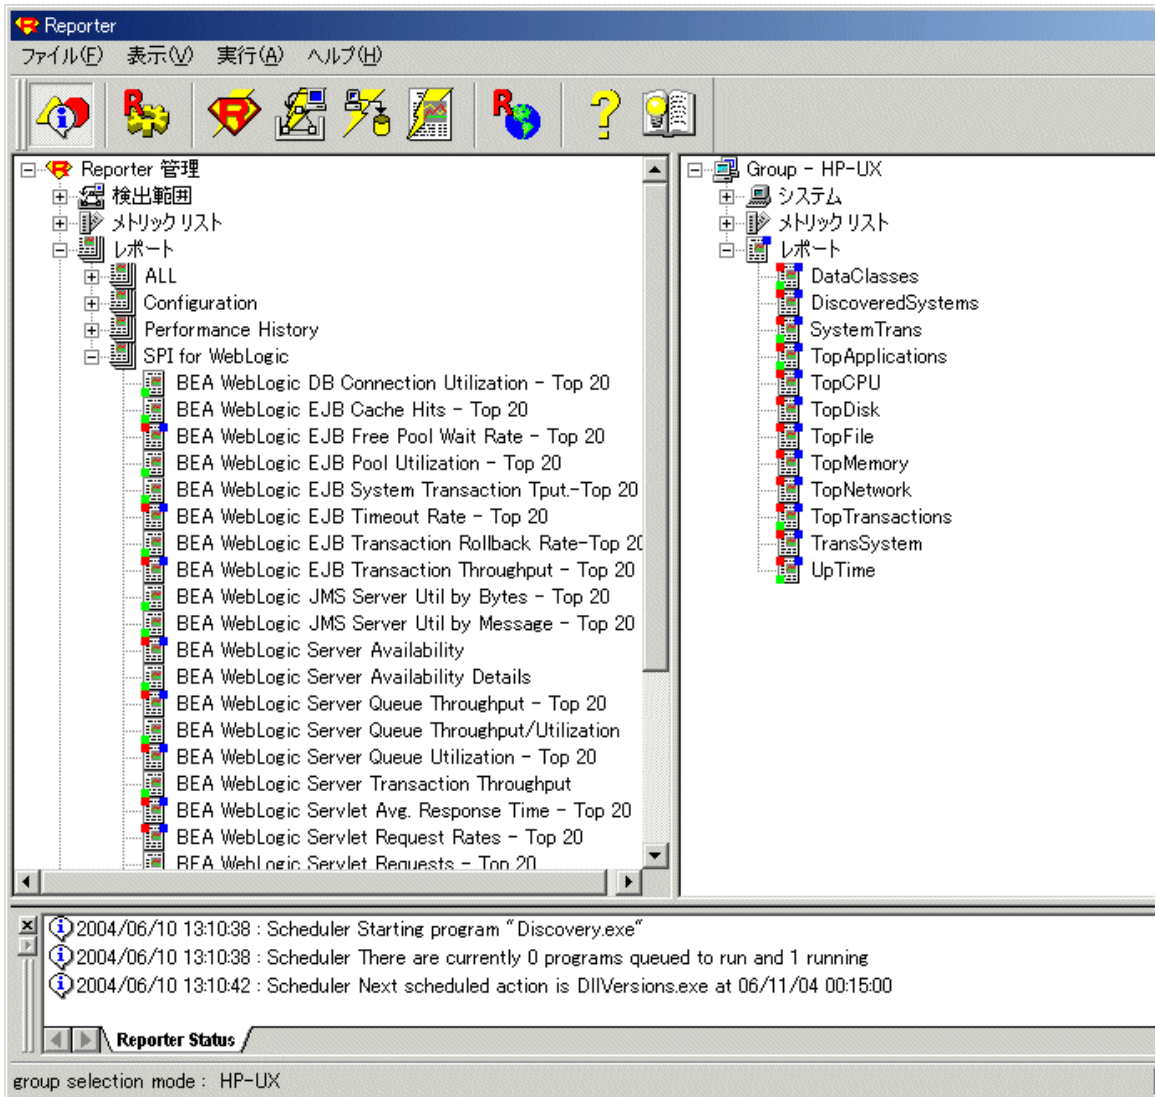 Reporter
ファイル(F) 表示(V) 実行(A) ヘルプ(H)
Reporter 管理
検出範囲
メトリック リスト
レポート
ALL
Configuration
Performance History
SPI for WebLogic
BEA WebLogic DB Connection Utilization - Top 20
BEA WebLogic EJB Cache Hits - Top 20
BEA WebLogic EJB Free Pool Wait Rate - Top 20
BEA WebLogic EJB Pool Utilization - Top 20
BEA WebLogic EJB System Transaction Tput.-Top 20
BEA WebLogic EJB Timeout Rate - Top 20
BEA WebLogic EJB Transaction Rollback Rate-Top 20
BEA WebLogic EJB Transaction Throughput - Top 20
BEA WebLogic JMS Server Util by Bytes - Top 20
BEA WebLogic JMS Server Util by Message - Top 20
BEA WebLogic Server Availability
BEA WebLogic Server Availability Details
BEA WebLogic Server Queue Throughput - Top 20
BEA WebLogic Server Queue Throughput/Utilization
BEA WebLogic Server Queue Utilization - Top 20
BEA WebLogic Server Transaction Throughput
BEA WebLogic Servlet Avg. Response Time - Top 20
BEA WebLogic Servlet Request Rates - Top 20
BEA WebLogic Servlet Requests - Top 20
Group - HP-UX
システム
メトリック リスト
レポート
DataClasses
DiscoveredSystems
SystemTrans
TopApplications
TopCPU
TopDisk
TopFile
TopMemory
TopNetwork
TopTransactions
TransSystem
UpTime
2004/06/10 13:10:38 : Scheduler Starting program "Discovery.exe"
2004/06/10 13:10:38 : Scheduler There are currently 0 programs queued to run and 1 running
2004/06/10 13:10:42 : Scheduler Next scheduled action is DllVersions.exe at 06/11/04 00:15:00
Reporter Status
group selection mode : HP-UX